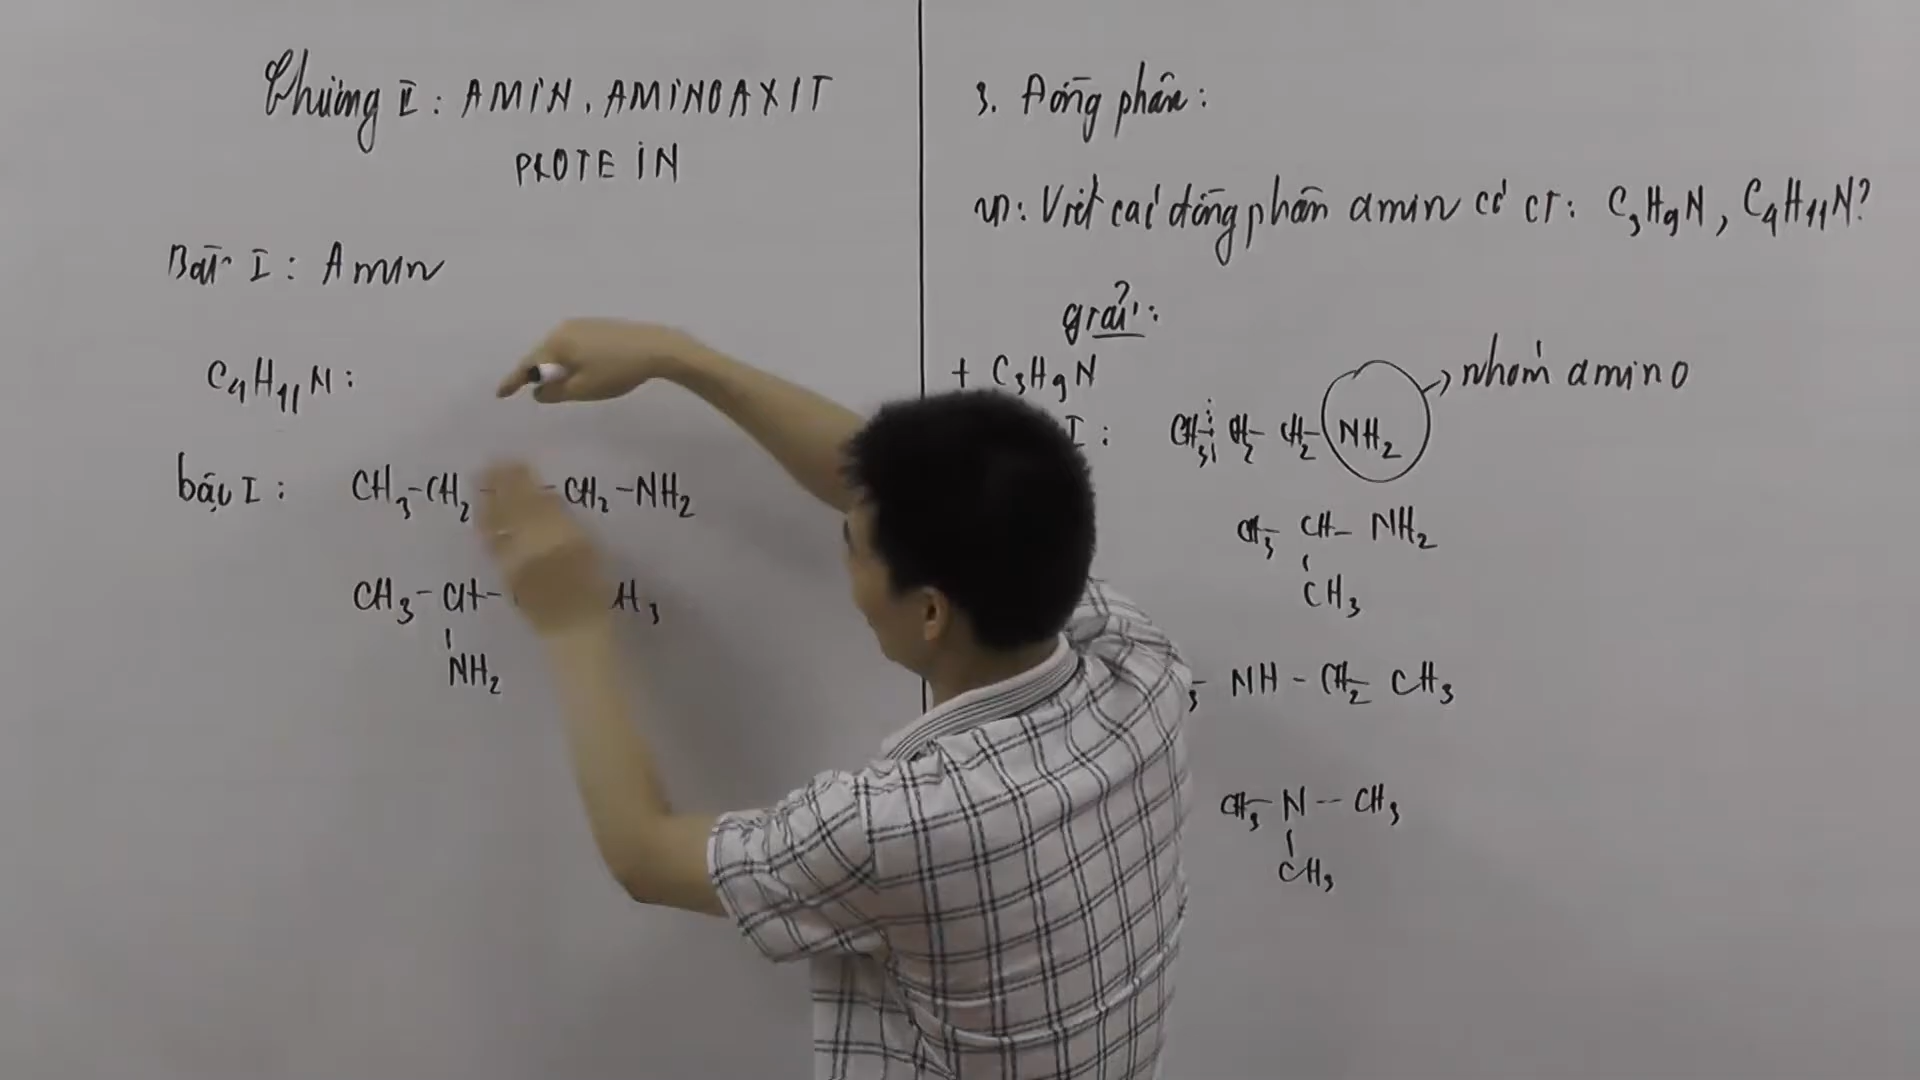 Chương II: AMIN, AMINOAXIT
PROTEIN
Bài I: Amin
C4H11N:
bậc I: CH3-CH2- -CH2-NH2
CH3-CH- H3
NH2
3. Đồng phân:
VD: Viết các đồng phân amin có CT: C3H9N, C4H11N?
giải:
+ C3H9N
I: CH3-CH2-CH2-NH2 → nhóm amino
CH3-CH-NH2
CH3
3-NH-CH2-CH3
CH3-N-CH3
CH3